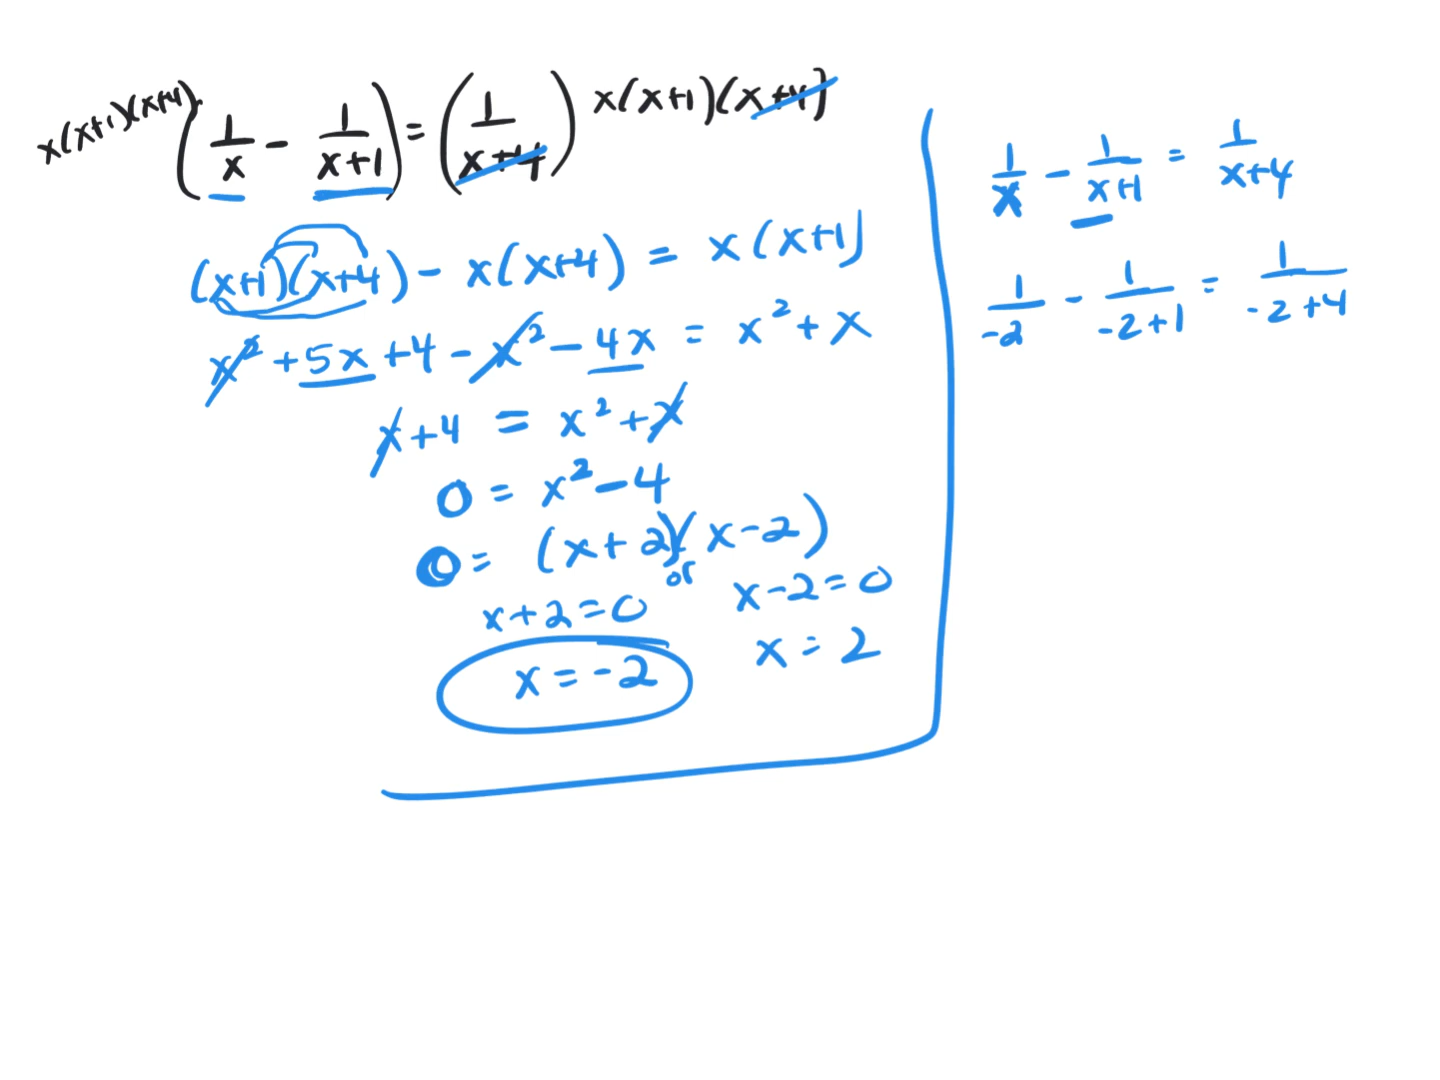 x(x+1)(x+4)(1/x - 1/(x+1)) = (1/(x+4)) x(x+1)(x+4)
(x+1)(x+4) - x(x+4) = x(x+1)
x² + 5x + 4 - x² - 4x = x² + x
x + 4 = x² + x
0 = x² - 4
0 = (x+2)(x-2)
x+2=0 or x-2=0
x = -2 x = 2
1/x - 1/(x+1) = 1/(x+4)
1/(-2) - 1/(-2+1) = 1/(-2+4)